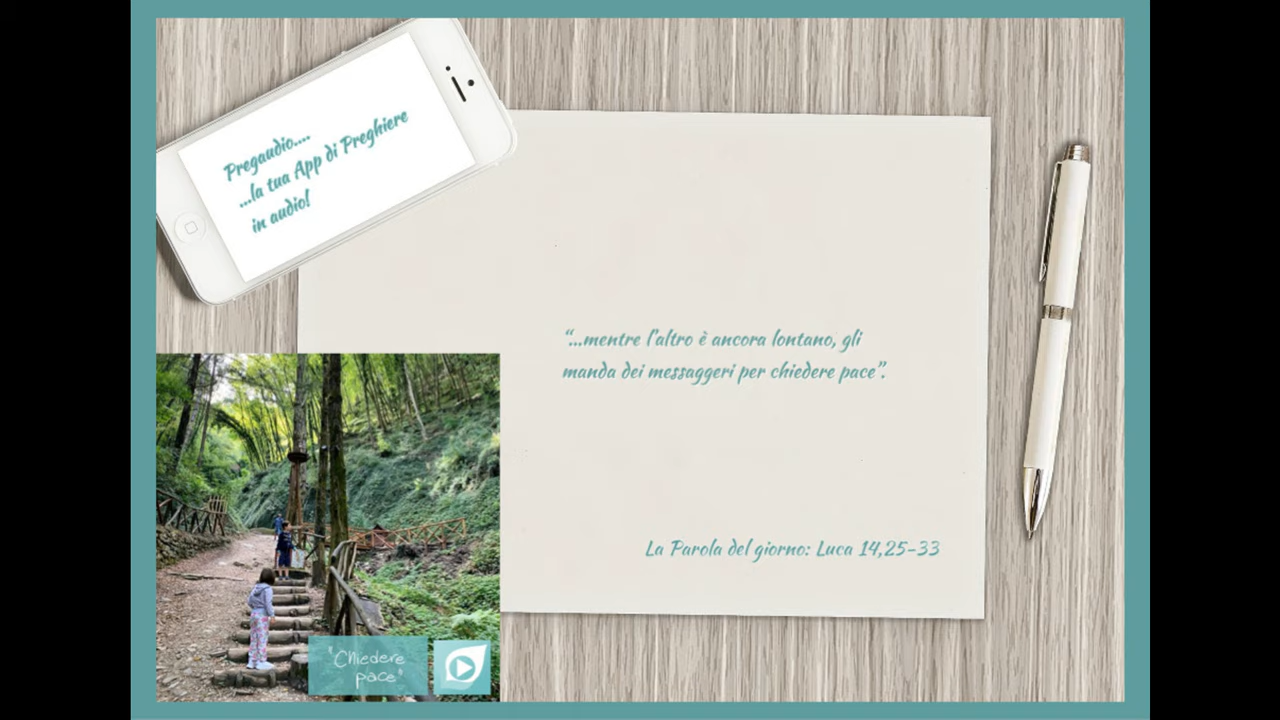 Pregaudio....
...la tua App di Preghiere
in audio!
“...mentre l'altro è ancora lontano, gli
manda dei messaggeri per chiedere pace”.
La Parola del giorno: Luca 14,25-33
"Chiedere
pace"